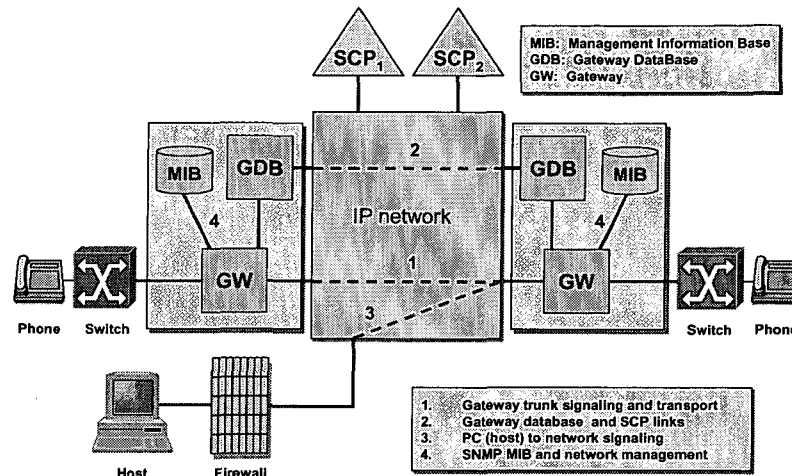 SCP1
SCP2
MIB: Management Information Base
GDB: Gateway DataBase
GW: Gateway
MIB
GDB
2
GDB
MIB
4
IP network
4
GW
1
GW
3
Phone
Switch
Switch
Phone
Host
Firewall
1. Gateway trunk signaling and transport
2. Gateway database and SCP links
3. PC (host) to network signaling
4. SNMP MIB and network management